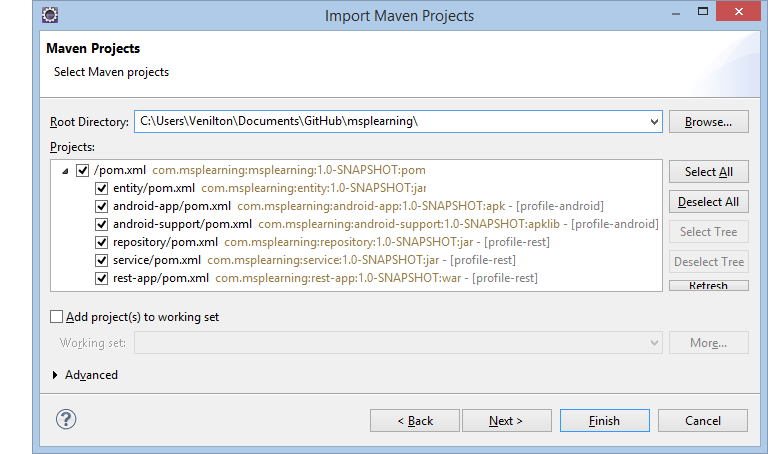 Import Maven Projects
Maven Projects
Select Maven projects
Root Directory: C:\Users\Venilton\Documents\GitHub\msplearning\ Browse...
Projects:
/pom.xml com.msplearning:msplearning:1.0-SNAPSHOT:pom Select All
entity/pom.xml com.msplearning:entity:1.0-SNAPSHOT:jar
android-app/pom.xml com.msplearning:android-app:1.0-SNAPSHOT:apk - [profile-android] Deselect All
android-support/pom.xml com.msplearning:android-support:1.0-SNAPSHOT:apklib - [profile-android] Select Tree
repository/pom.xml com.msplearning:repository:1.0-SNAPSHOT:jar - [profile-rest]
service/pom.xml com.msplearning:service:1.0-SNAPSHOT:jar - [profile-rest] Deselect Tree
rest-app/pom.xml com.msplearning:rest-app:1.0-SNAPSHOT:war - [profile-rest] Refresh
Add project(s) to working set
Working set: More...
Advanced
? < Back Next > Finish Cancel